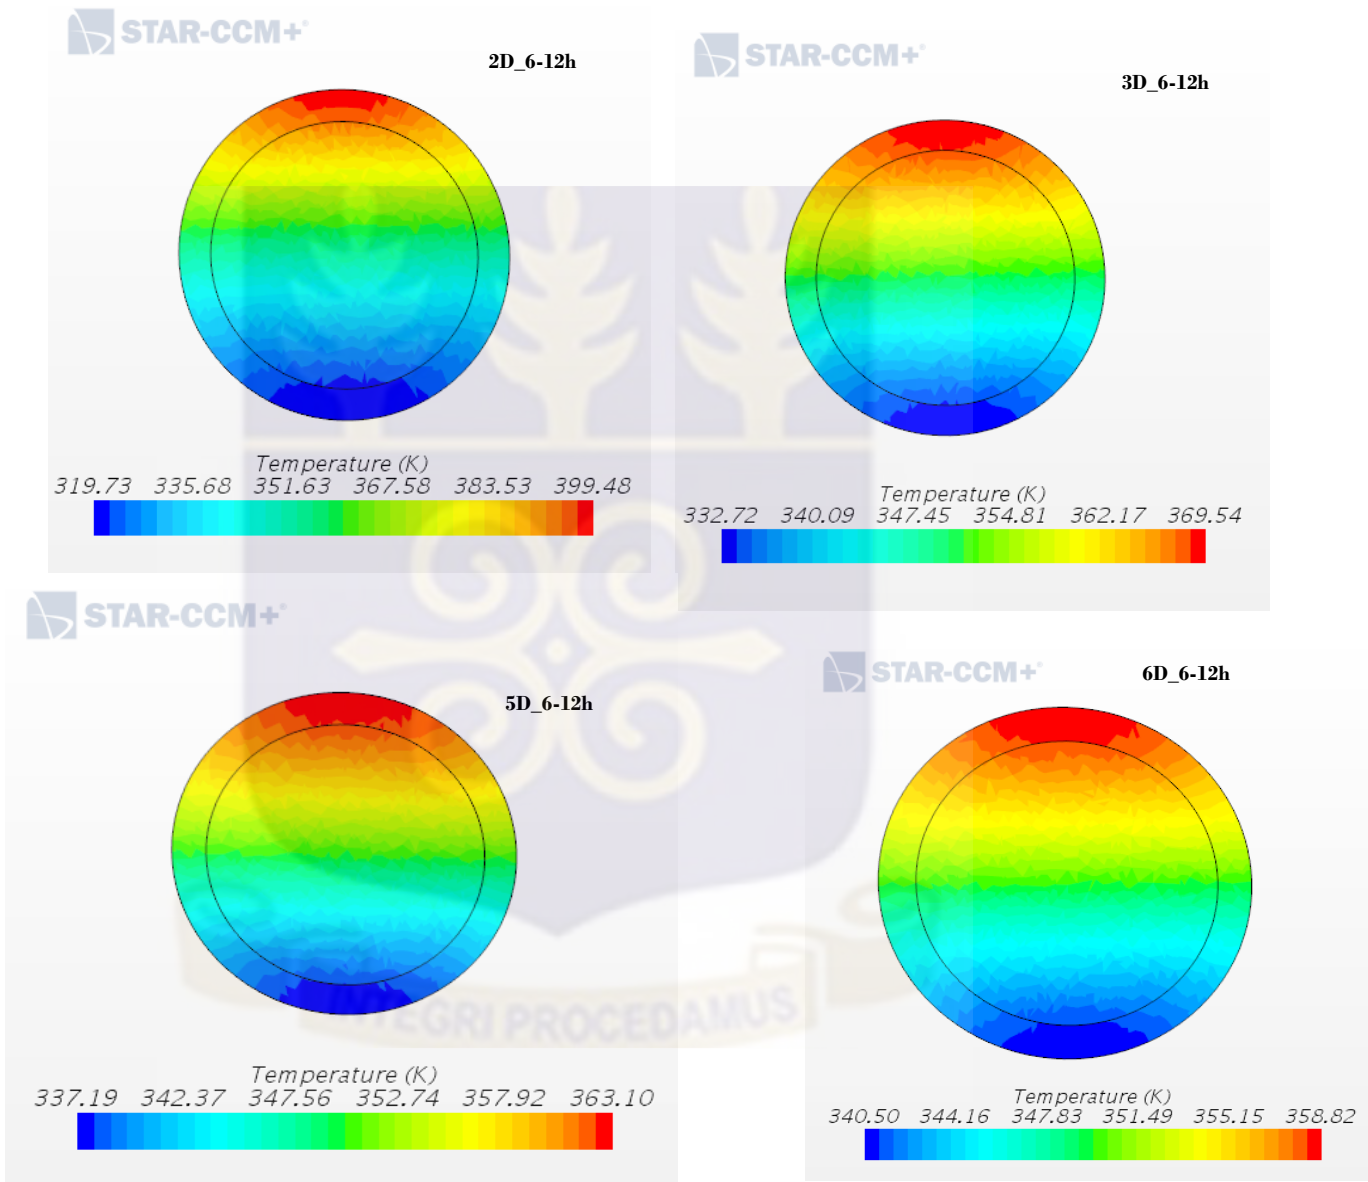 STAR-CCM+®
2D_6-12h
Temperature (K)
319.73 335.68 351.63 367.58 383.53 399.48
STAR-CCM+®
3D_6-12h
Temperature (K)
332.72 340.09 347.45 354.81 362.17 369.54
STAR-CCM+®
5D_6-12h
Temperature (K)
337.19 342.37 347.56 352.74 357.92 363.10
STAR-CCM+®
6D_6-12h
Temperature (K)
340.50 344.16 347.83 351.49 355.15 358.82
INTEGRI PROCEDAMUS